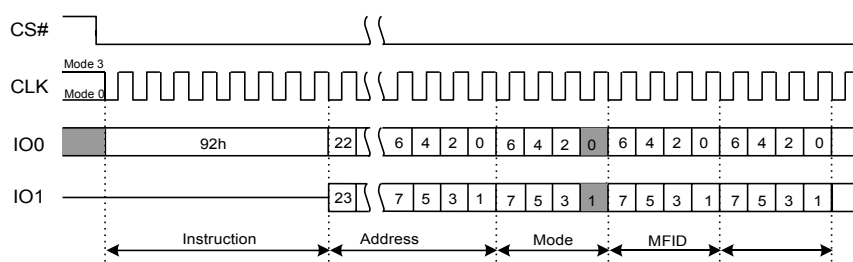 CS#
Mode 3
CLK
Mode 0
IO0 92h 22 6 4 2 0 6 4 2 0 6 4 2 0 6 4 2 0
IO1 23 7 5 3 1 7 5 3 1 7 5 3 1 7 5 3 1
Instruction Address Mode MFID